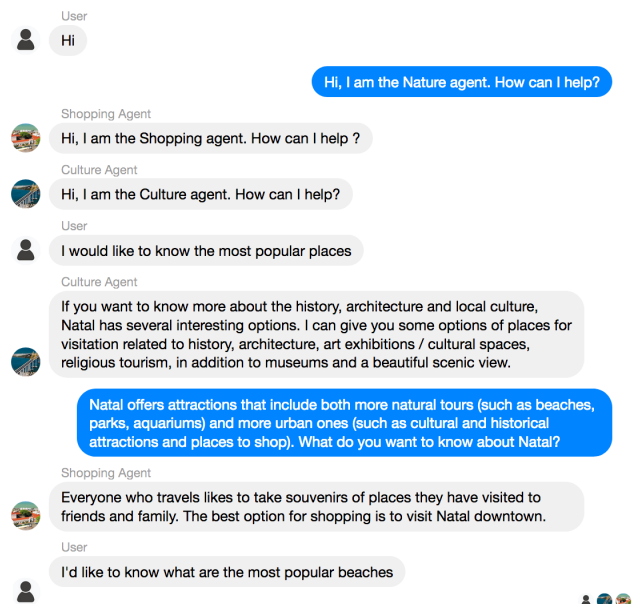 User
Hi
Hi, I am the Nature agent. How can I help?
Shopping Agent
Hi, I am the Shopping agent. How can I help ?
Culture Agent
Hi, I am the Culture agent. How can I help?
User
I would like to know the most popular places
Culture Agent
If you want to know more about the history, architecture and local culture,
Natal has several interesting options. I can give you some options of places for
visitation related to history, architecture, art exhibitions / cultural spaces,
religious tourism, in addition to museums and a beautiful scenic view.
Natal offers attractions that include both more natural tours (such as beaches,
parks, aquariums) and more urban ones (such as cultural and historical
attractions and places to shop). What do you want to know about Natal?
Shopping Agent
Everyone who travels likes to take souvenirs of places they have visited to
friends and family. The best option for shopping is to visit Natal downtown.
User
I'd like to know what are the most popular beaches